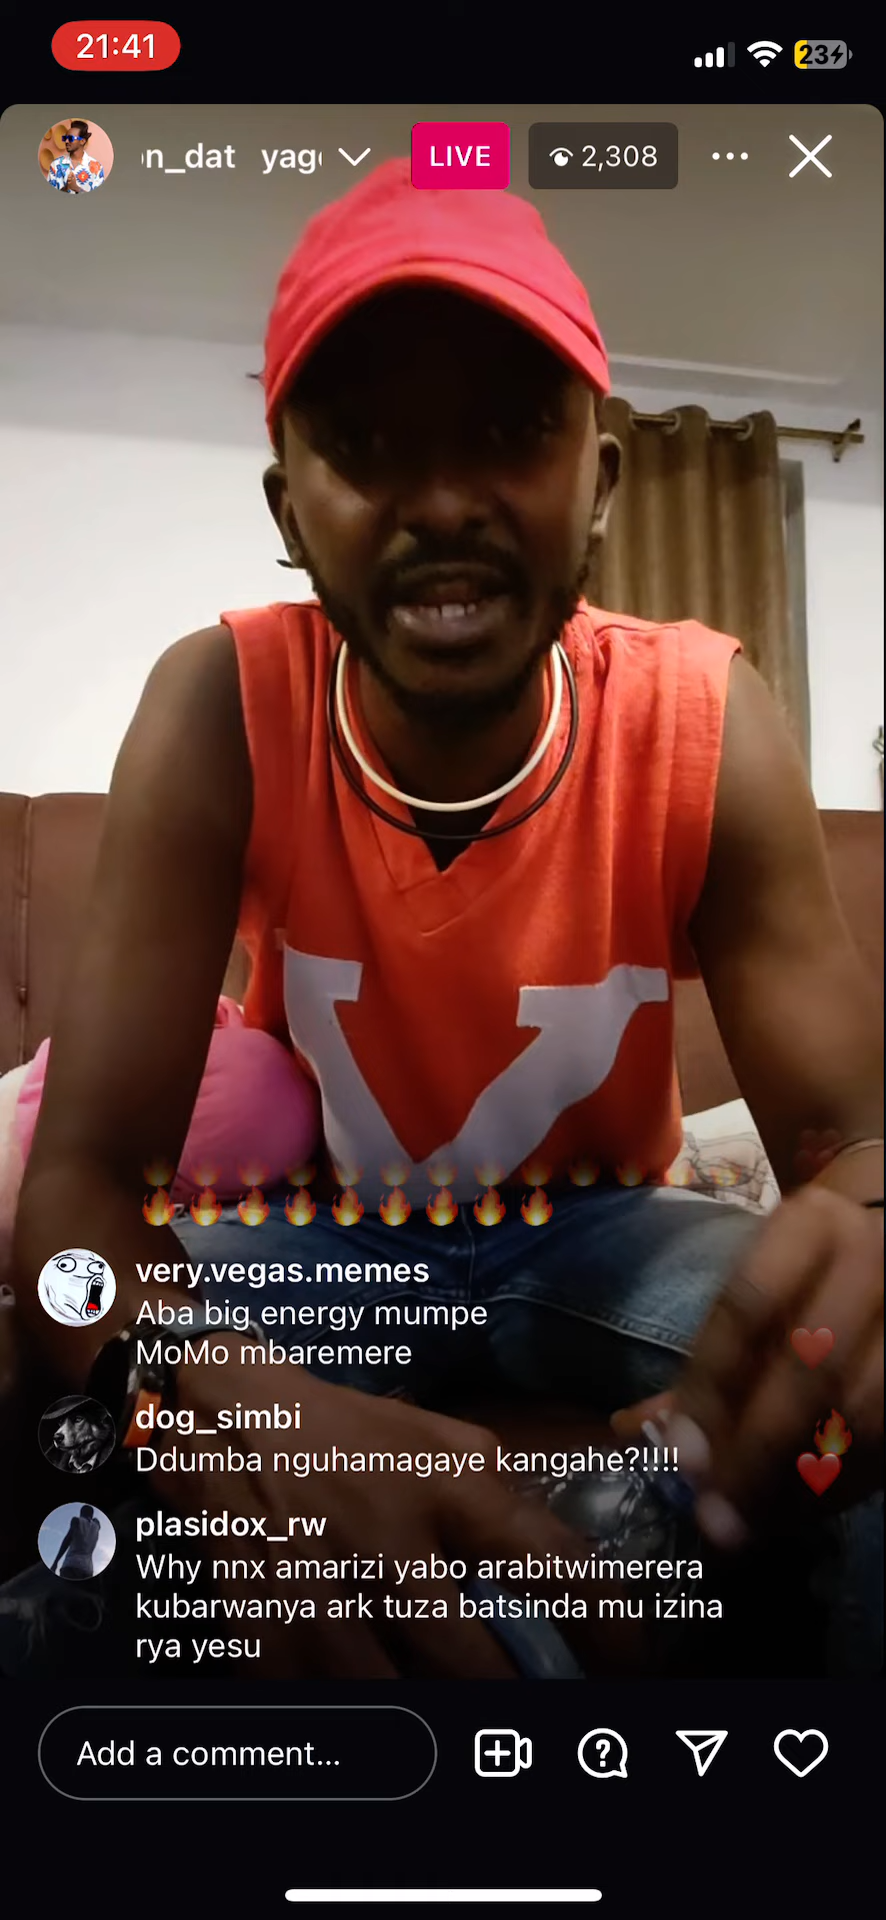 21:41
23
n_dat yag
LIVE
2,308
V
🔥🔥🔥🔥🔥🔥🔥🔥🔥🔥🔥🔥🔥
🔥🔥🔥🔥🔥🔥🔥🔥🔥
very.vegas.memes
Aba big energy mumpe
MoMo mbaremere
dog_simbi
Ddumba nguhamagaye kangahe?!!!!
plasidox_rw
Why nnx amarizi yabo arabitwimerera
kubarwanya ark tuza batsinda mu izina
rya yesu
Add a comment...